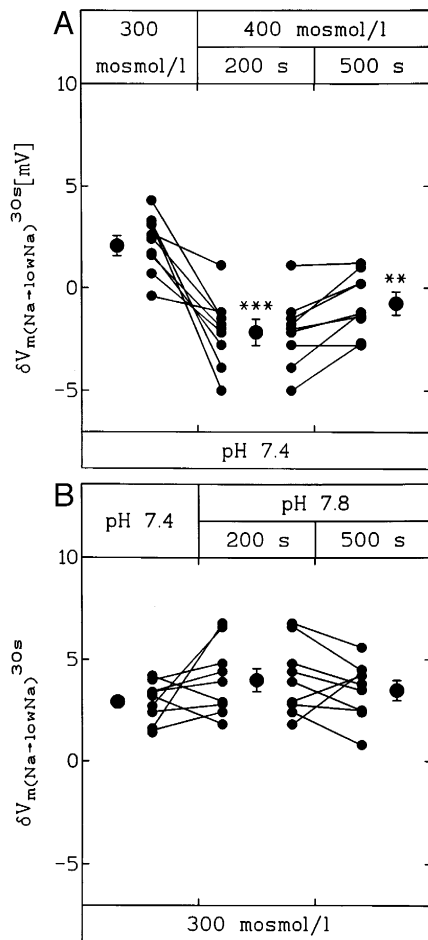 A
300
mosmol/l
400 mosmol/l
200 s
500 s
10
5
0
-5
δVm(Na→lowNa)30s[mV]
***
**
pH 7.4
B
pH 7.4
pH 7.8
200 s
500 s
10
5
0
-5
δVm(Na→lowNa)30s
300 mosmol/l